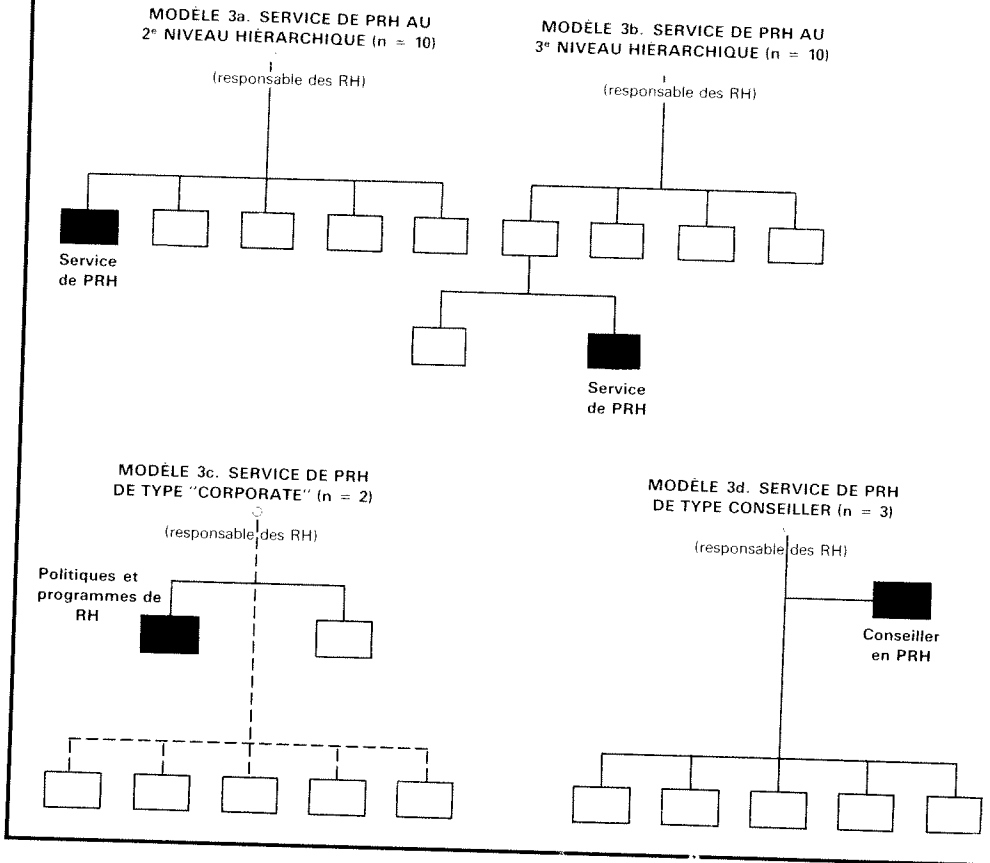 MODÈLE 3a. SERVICE DE PRH AU
2e NIVEAU HIÉRARCHIQUE (n = 10)
(responsable des RH)
Service
de PRH
MODÈLE 3b. SERVICE DE PRH AU
3e NIVEAU HIÉRARCHIQUE (n = 10)
(responsable des RH)
Service
de PRH
MODÈLE 3c. SERVICE DE PRH
DE TYPE "CORPORATE" (n = 2)
(responsable des RH)
Politiques et
programmes de
RH
MODÈLE 3d. SERVICE DE PRH
DE TYPE CONSEILLER (n = 3)
(responsable des RH)
Conseiller
en PRH